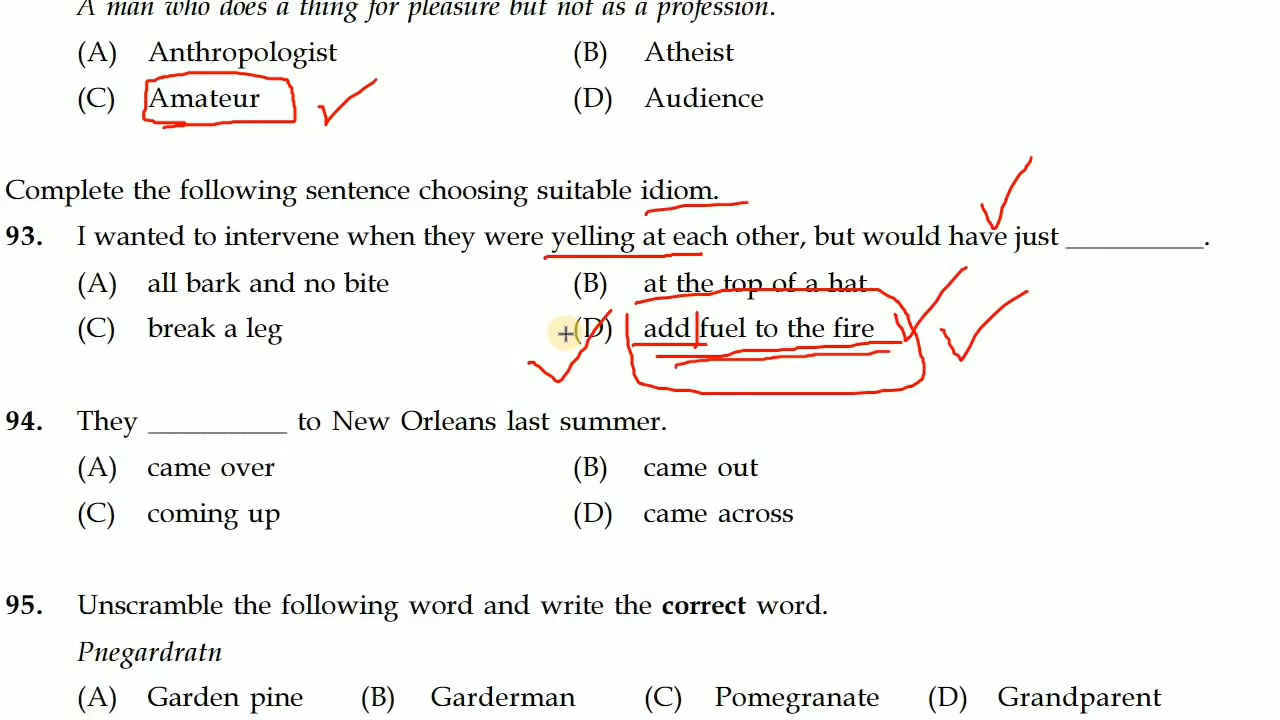 A man who does a thing for pleasure but not as a profession.
(A) Anthropologist (B) Atheist
(C) Amateur (D) Audience
Complete the following sentence choosing suitable idiom.
93. I wanted to intervene when they were yelling at each other, but would have just __________.
(A) all bark and no bite (B) at the top of a hat
(C) break a leg (D) add fuel to the fire
94. They __________ to New Orleans last summer.
(A) came over (B) came out
(C) coming up (D) came across
95. Unscramble the following word and write the correct word.
Pnegardratn
(A) Garden pine (B) Garderman (C) Pomegranate (D) Grandparent